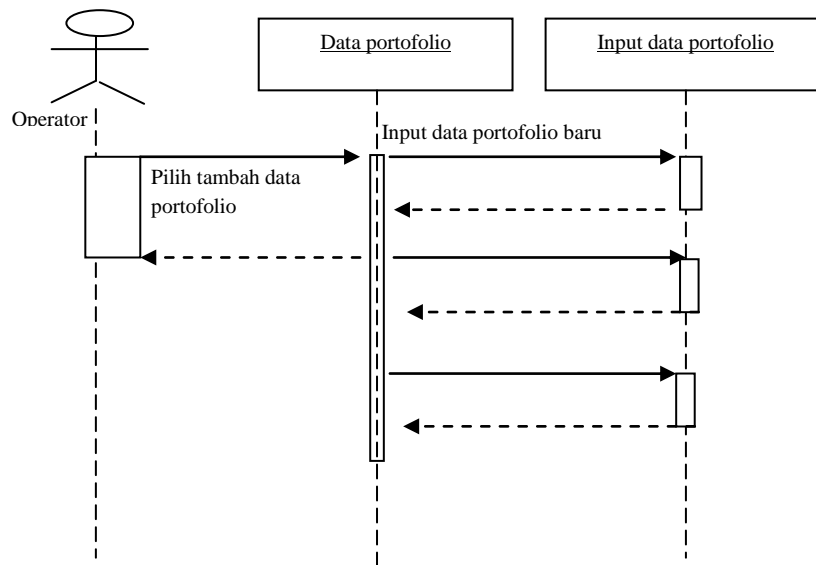 Data portofolio
Input data portofolio
Operator
Input data portofolio baru
Pilih tambah data
portofolio